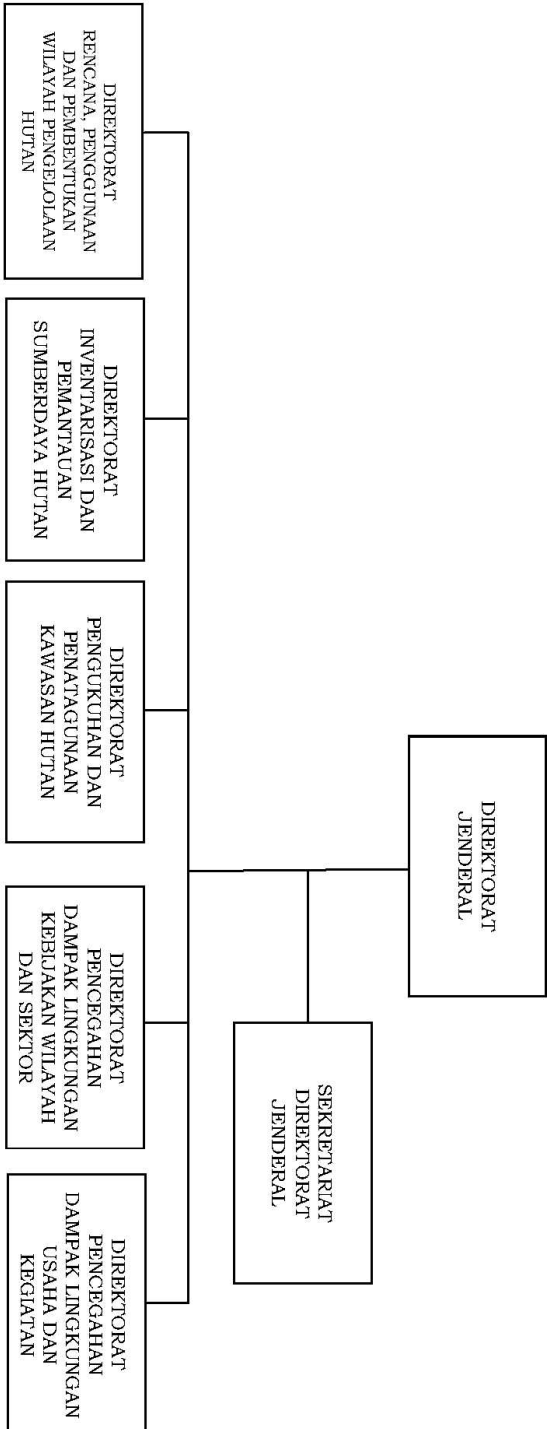 DIREKTORAT
JENDERAL
SEKRETARIAT
DIREKTORAT
JENDERAL
DIREKTORAT
RENCANA, PENGGUNAAN
DAN PEMBENTUKAN
WILAYAH PENGELOLAAN
HUTAN
DIREKTORAT
INVENTARISASI DAN
PEMANTAUAN
SUMBERDAYA HUTAN
DIREKTORAT
PENGUKUHAN DAN
PENATAGUNAAN
KAWASAN HUTAN
DIREKTORAT
PENCEGAHAN
DAMPAK LINGKUNGAN
KEBIJAKAN WILAYAH
DAN SEKTOR
DIREKTORAT
PENCEGAHAN
DAMPAK LINGKUNGAN
USAHA DAN
KEGIATAN